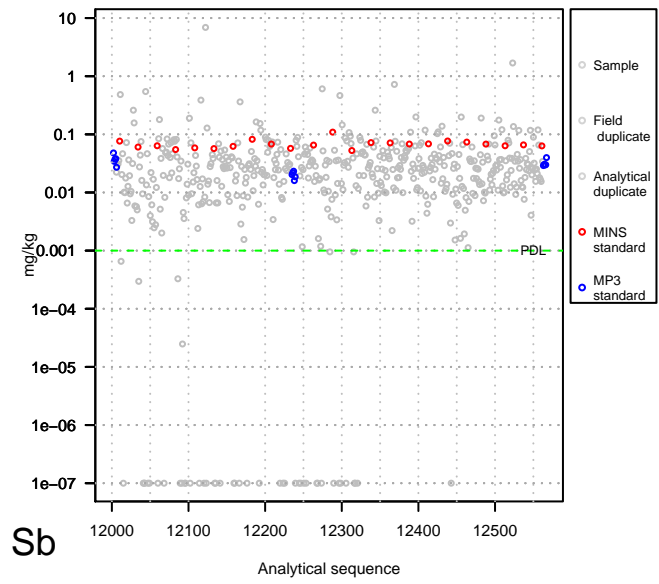 10
1
0.1
0.01
0.001
1e−04
1e−05
1e−06
1e−07
mg/kg
PDL
12000 12100 12200 12300 12400 12500
Analytical sequence
Sb
Sample
Field
duplicate
Analytical
duplicate
MINS
standard
MP3
standard